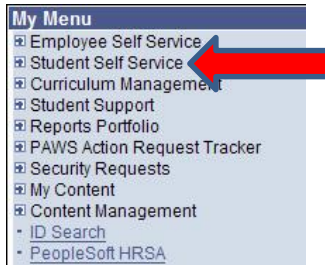 My Menu
Employee Self Service
Student Self Service
Curriculum Management
Student Support
Reports Portfolio
PAWS Action Request Tracker
Security Requests
My Content
Content Management
ID Search
PeopleSoft HRSA